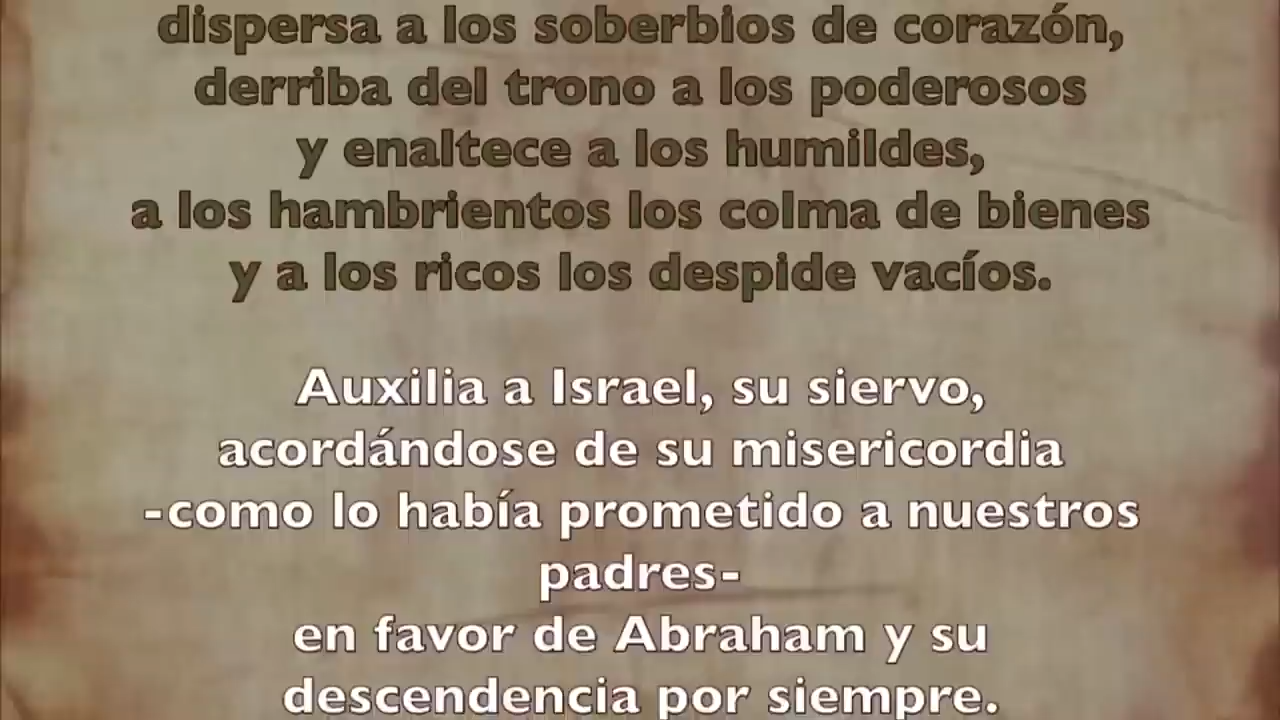 dispersa a los soberbios de corazón,
derriba del trono a los poderosos
y enaltece a los humildes,
a los hambrientos los colma de bienes
y a los ricos los despide vacíos.
Auxilia a Israel, su siervo,
acordándose de su misericordia
-como lo había prometido a nuestros
padres-
en favor de Abraham y su
descendencia por siempre.